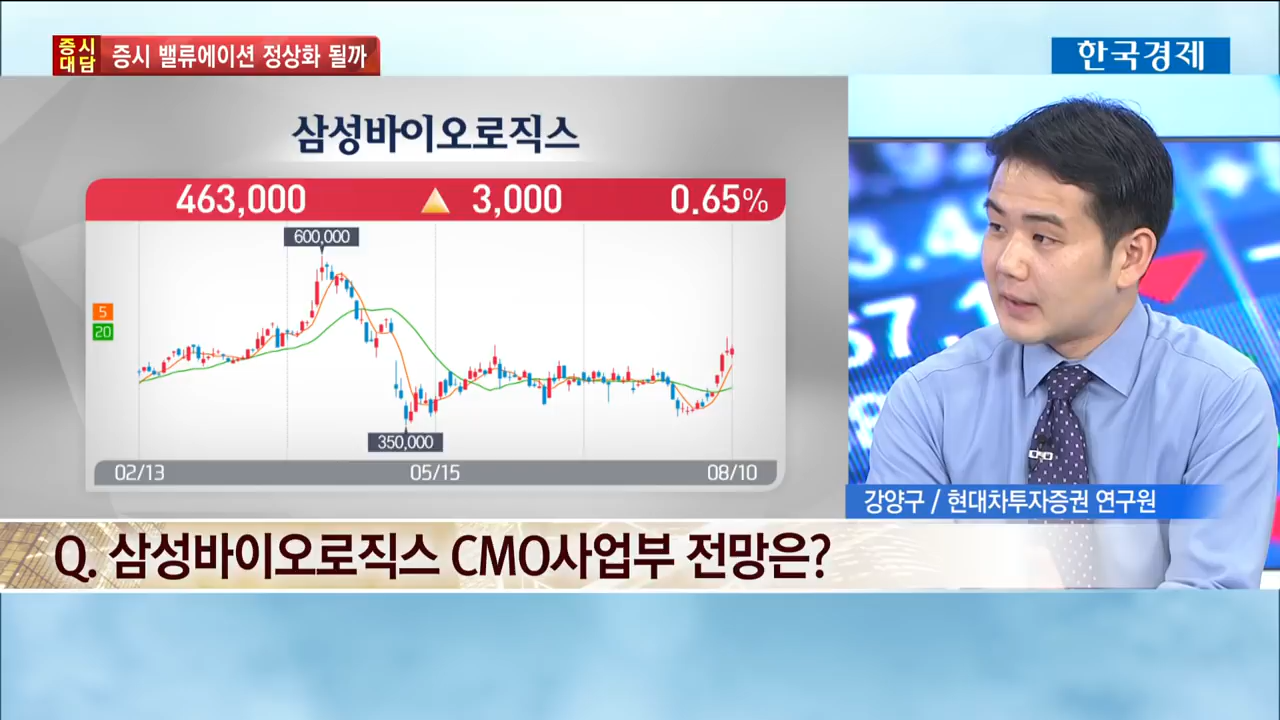 증시
대담
증시 밸류에이션 정상화 될까
한국경제
삼성바이오로직스
463,000 ▲ 3,000 0.65%
600,000
5
20
350,000
02/13 05/15 08/10
강양구 / 현대차투자증권 연구원
Q. 삼성바이오로직스 CMO사업부 전망은?